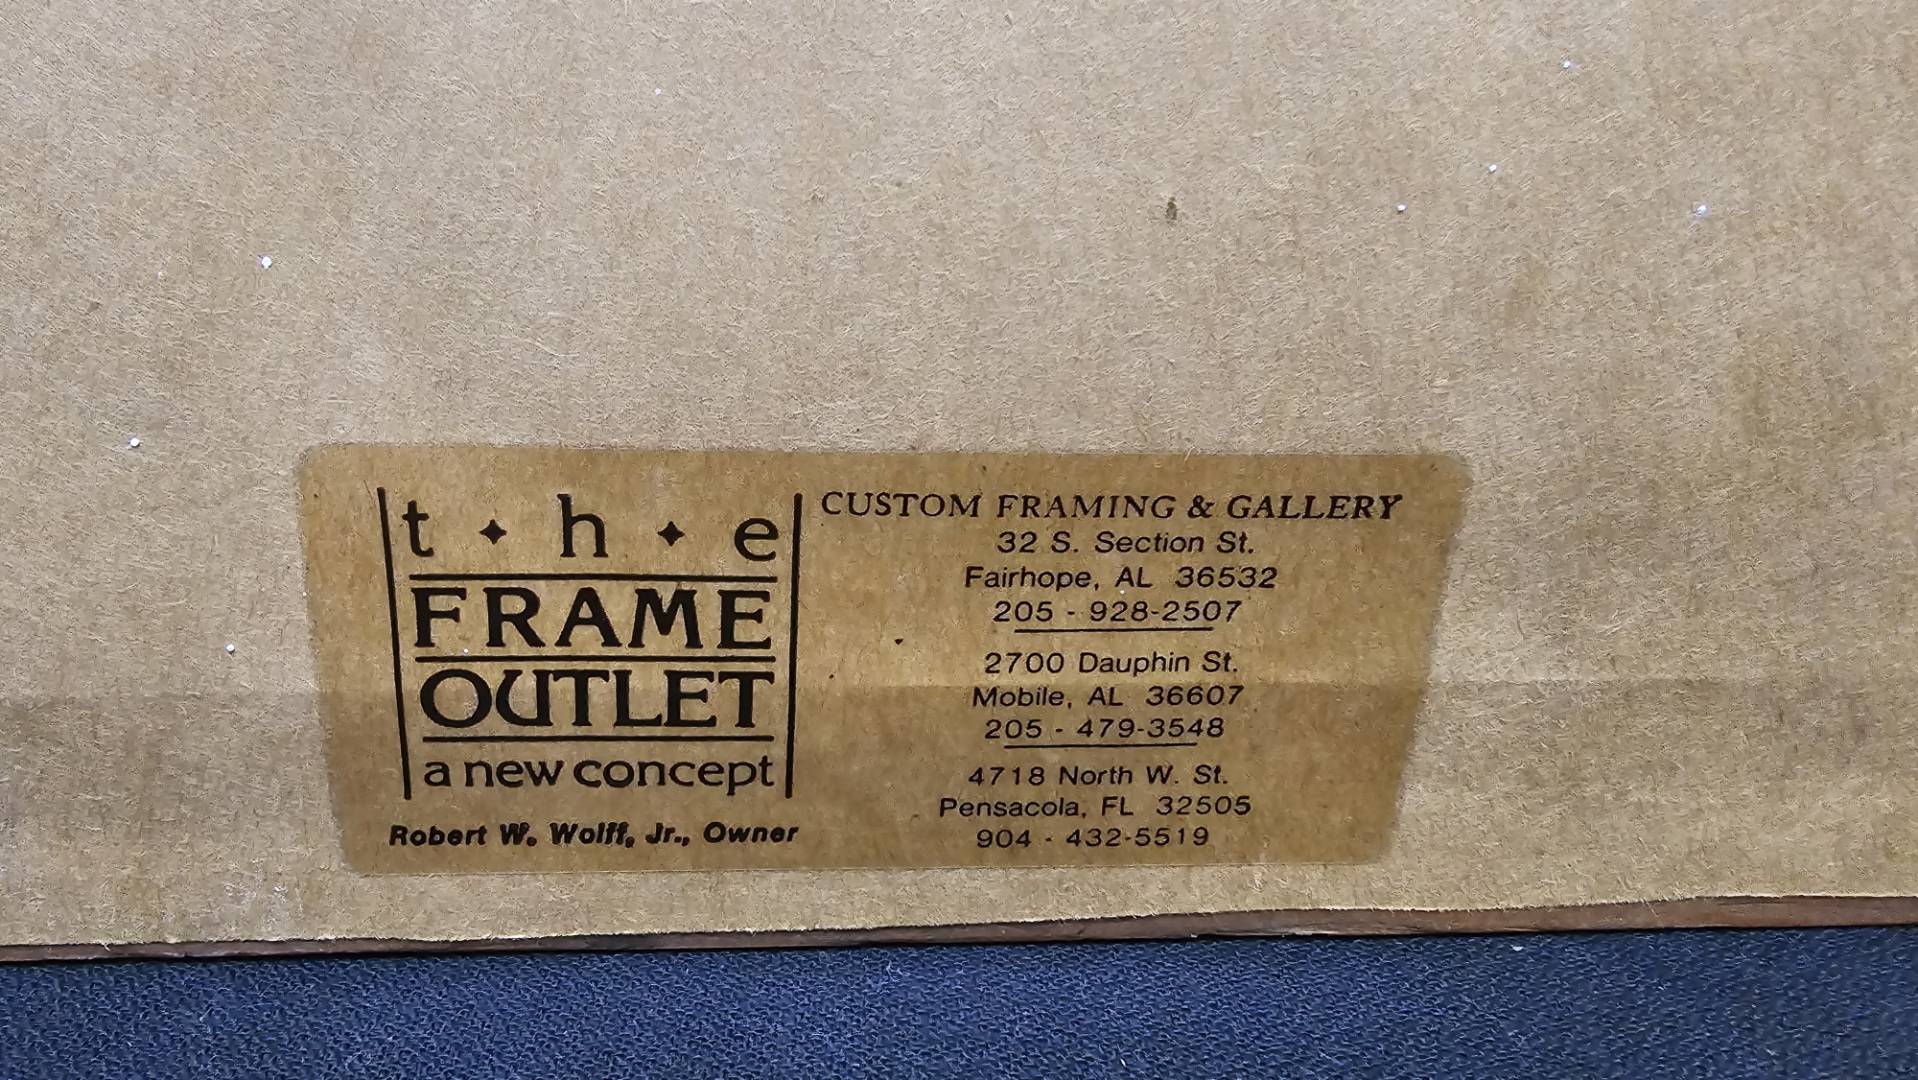 t ✦ h ✦ e
FRAME
OUTLET
a new concept
Robert W. Wolff, Jr., Owner
CUSTOM FRAMING & GALLERY
32 S. Section St.
Fairhope, AL 36532
205 - 928-2507
2700 Dauphin St.
Mobile, AL 36607
205 - 479-3548
4718 North W. St.
Pensacola, FL 32505
904 - 432-5519